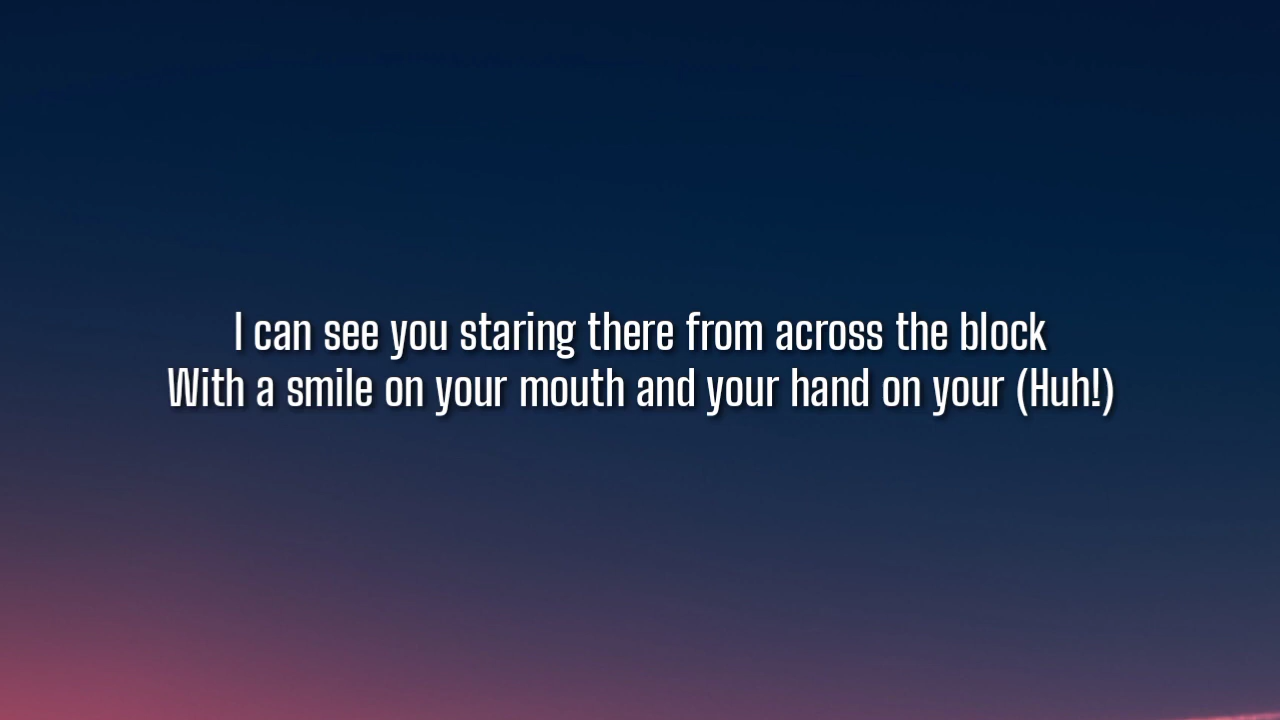 I can see you staring there from across the block
With a smile on your mouth and your hand on your (Huh!)